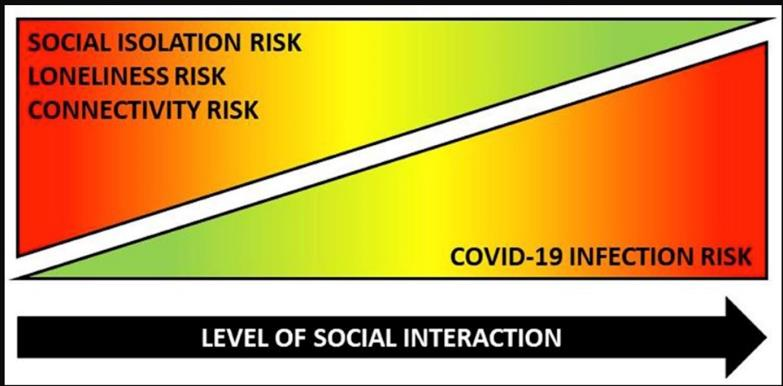 SOCIAL ISOLATION RISK
LONELINESS RISK
CONNECTIVITY RISK
COVID-19 INFECTION RISK
LEVEL OF SOCIAL INTERACTION